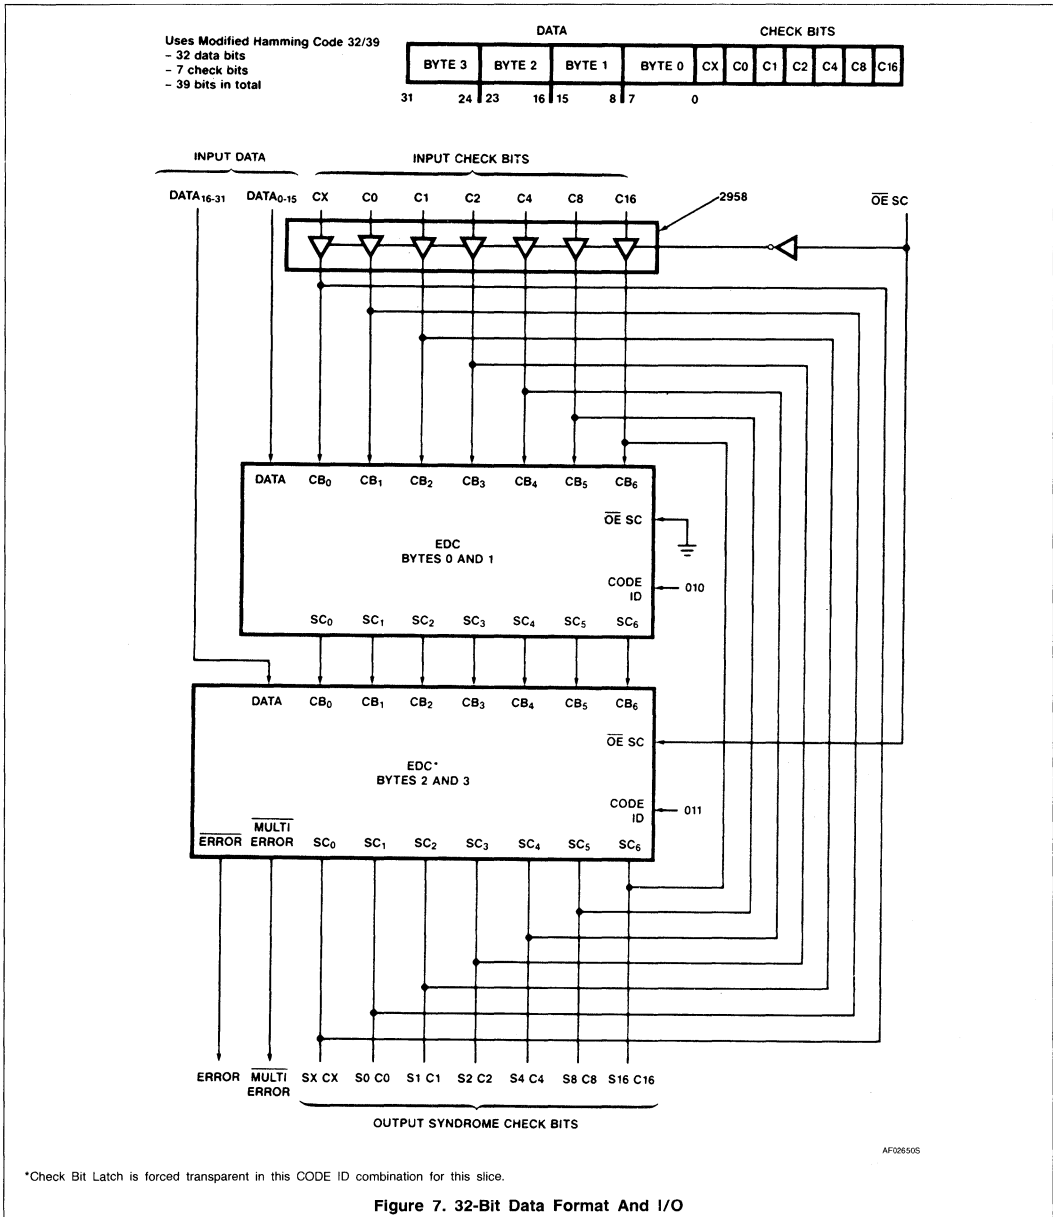 Uses Modified Hamming Code 32/39
– 32 data bits
– 7 check bits
– 39 bits in total
DATA CHECK BITS
BYTE 3 BYTE 2 BYTE 1 BYTE 0 CX C0 C1 C2 C4 C8 C16
31 24 23 16 15 8 7 0
INPUT DATA INPUT CHECK BITS
DATA16-31 DATA0-15 CX C0 C1 C2 C4 C8 C16 2958 OE SC
DATA CB0 CB1 CB2 CB3 CB4 CB5 CB6
OE SC
EDC
BYTES 0 AND 1
CODE
ID
010
SC0 SC1 SC2 SC3 SC4 SC5 SC6
DATA CB0 CB1 CB2 CB3 CB4 CB5 CB6
OE SC
EDC*
BYTES 2 AND 3
CODE
ID
011
MULTI
ERROR ERROR SC0 SC1 SC2 SC3 SC4 SC5 SC6
ERROR MULTI SX CX S0 C0 S1 C1 S2 C2 S4 C4 S8 C8 S16 C16
ERROR
OUTPUT SYNDROME CHECK BITS
AF02650S
*Check Bit Latch is forced transparent in this CODE ID combination for this slice.
Figure 7. 32-Bit Data Format And I/O